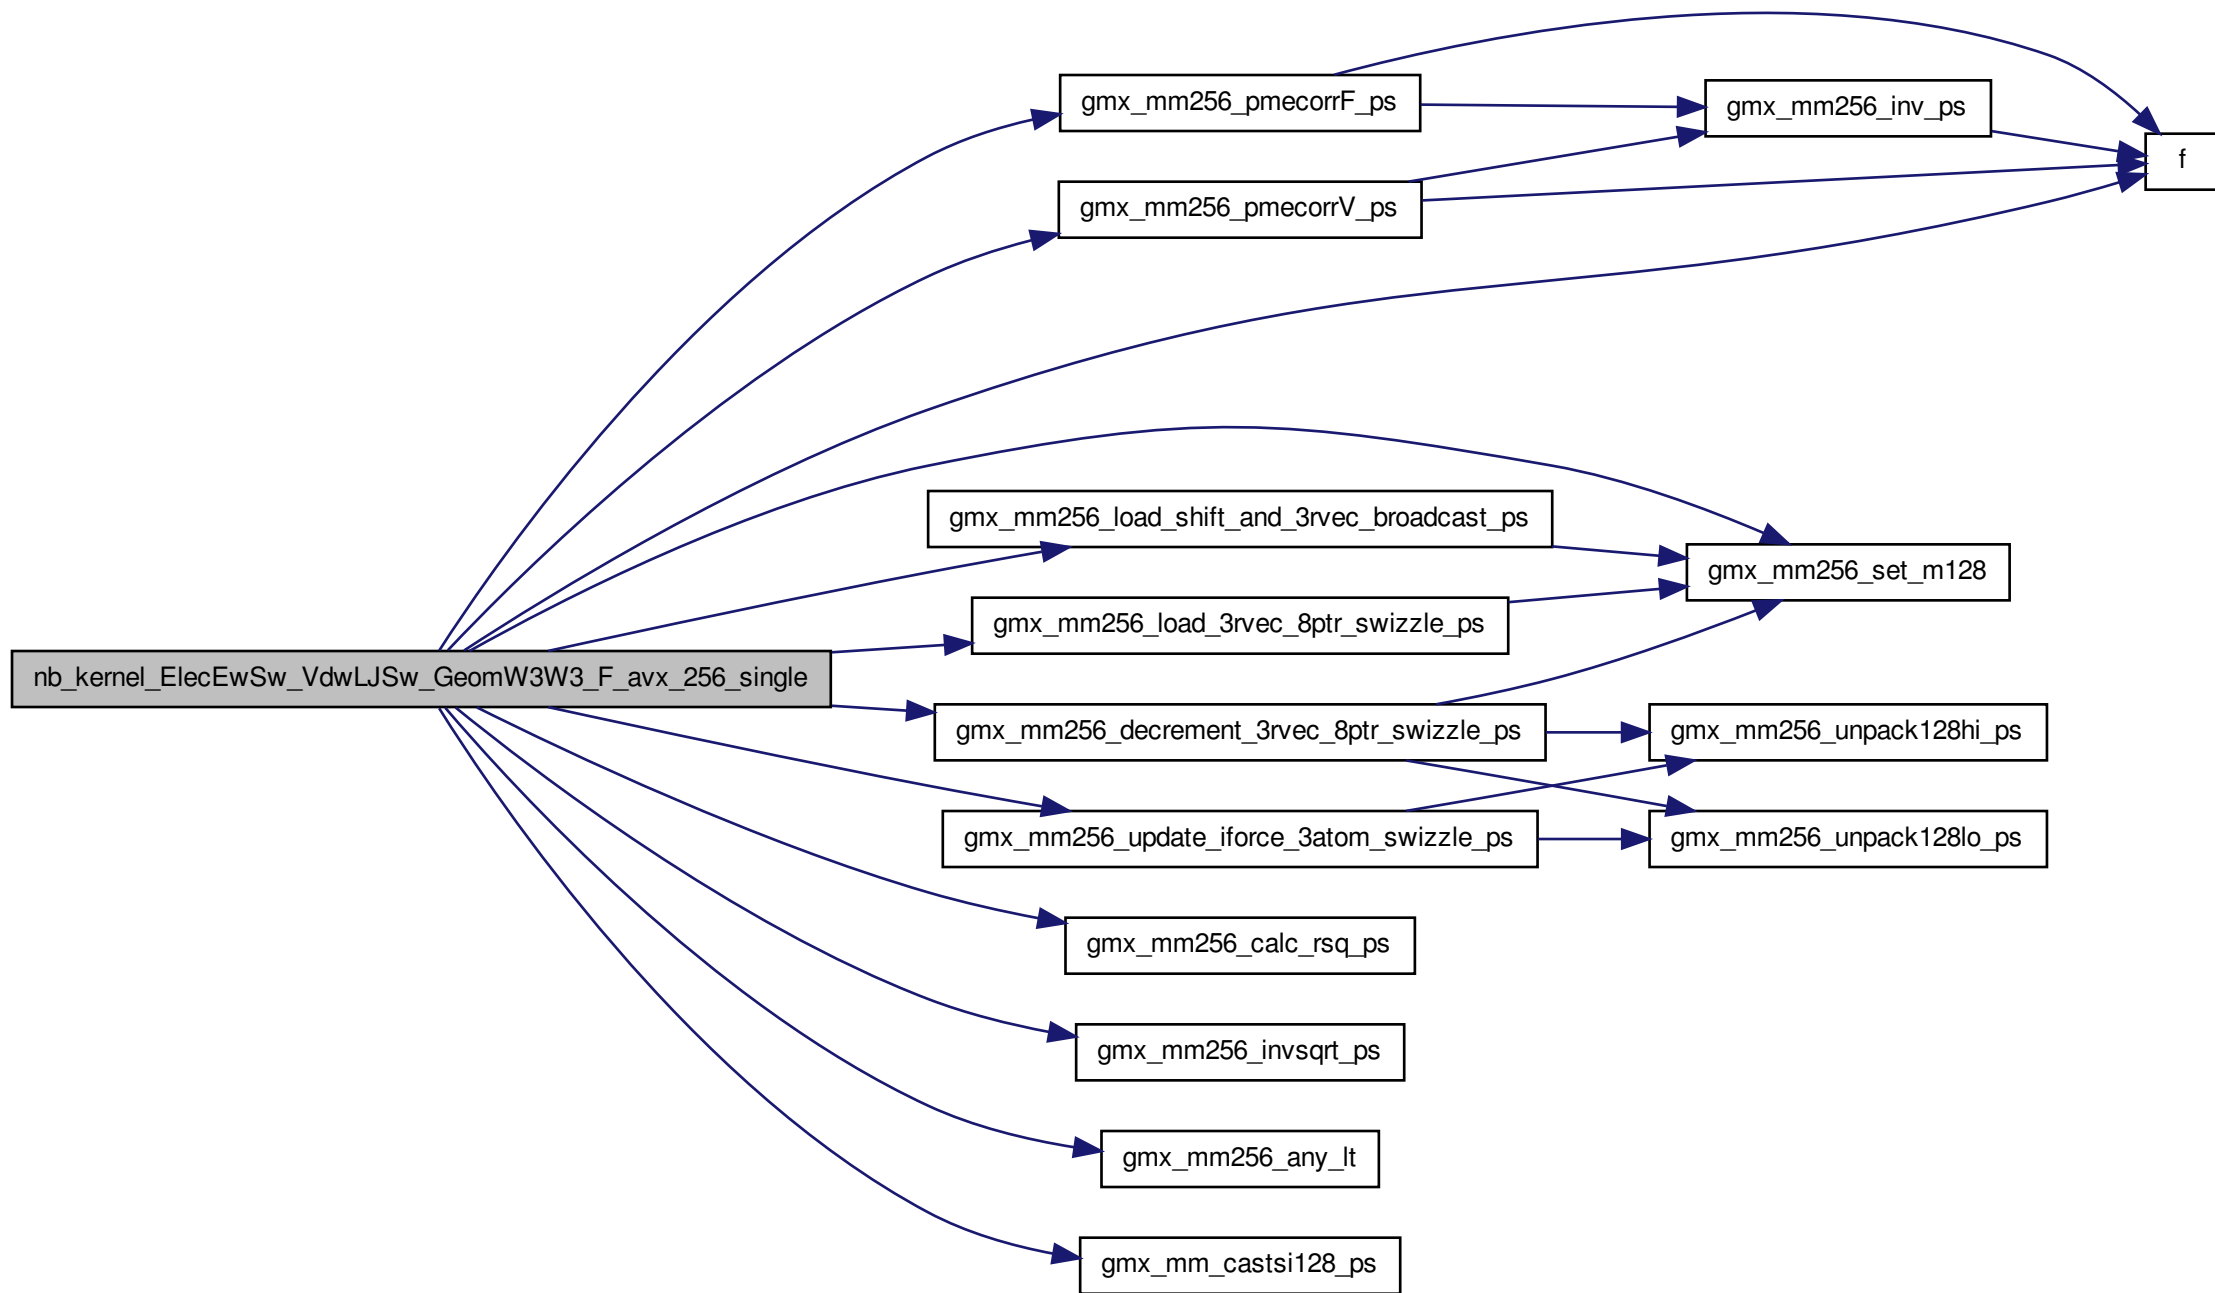 gmx_mm256_pmecorrF_ps
gmx_mm256_inv_ps
f
gmx_mm256_pmecorrV_ps
gmx_mm256_load_shift_and_3rvec_broadcast_ps
gmx_mm256_set_m128
gmx_mm256_load_3rvec_8ptr_swizzle_ps
nb_kernel_ElecEwSw_VdwLJSw_GeomW3W3_F_avx_256_single
gmx_mm256_decrement_3rvec_8ptr_swizzle_ps
gmx_mm256_unpack128hi_ps
gmx_mm256_update_iforce_3atom_swizzle_ps
gmx_mm256_unpack128lo_ps
gmx_mm256_calc_rsq_ps
gmx_mm256_invsqrt_ps
gmx_mm256_any_lt
gmx_mm_castsi128_ps